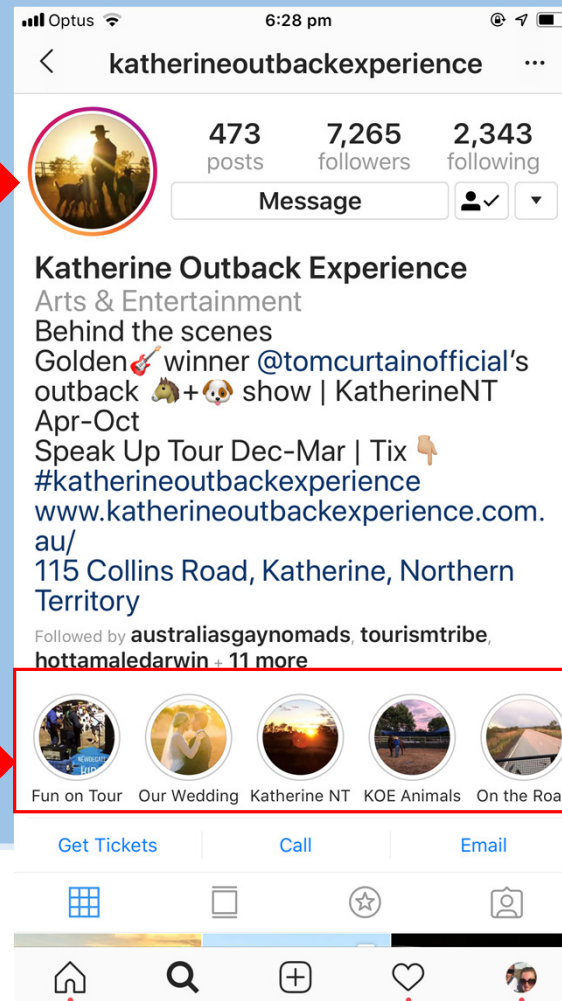 Optus 6:28 pm
katherineoutbackexperience
473 7,265 2,343
posts followers following
Message
Katherine Outback Experience
Arts & Entertainment
Behind the scenes
Golden🎸winner @tomcurtainofficial's
outback 🐴+🐶 show | KatherineNT
Apr-Oct
Speak Up Tour Dec-Mar | Tix 👇🏼
#katherineoutbackexperience
www.katherineoutbackexperience.com.
au/
115 Collins Road, Katherine, Northern
Territory
Followed by australiasgaynomads, tourismtribe,
hottamaledarwin + 11 more
Fun on Tour Our Wedding Katherine NT KOE Animals On the Roa
Get Tickets Call Email